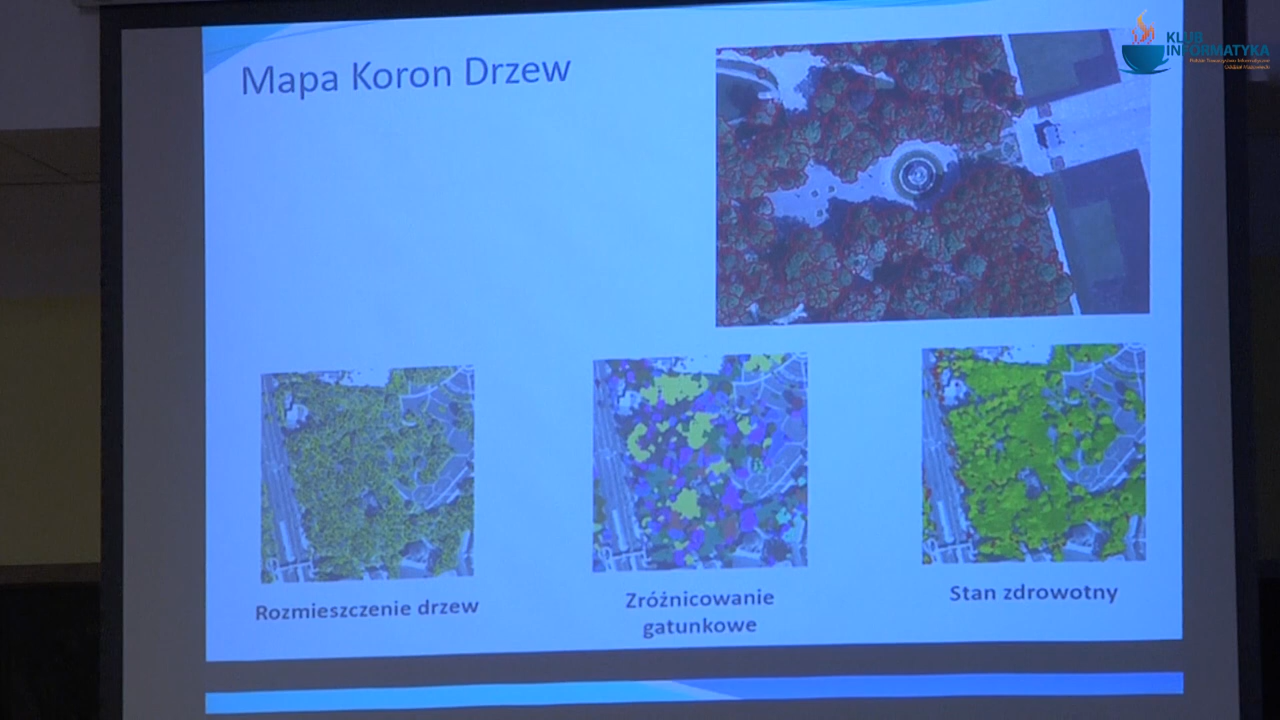 Mapa Koron Drzew
KLUB
INFORMATYKA
Polskie Towarzystwo Informatyczne
Oddział Mazowiecki
Rozmieszczenie drzew
Zróżnicowanie
gatunkowe
Stan zdrowotny